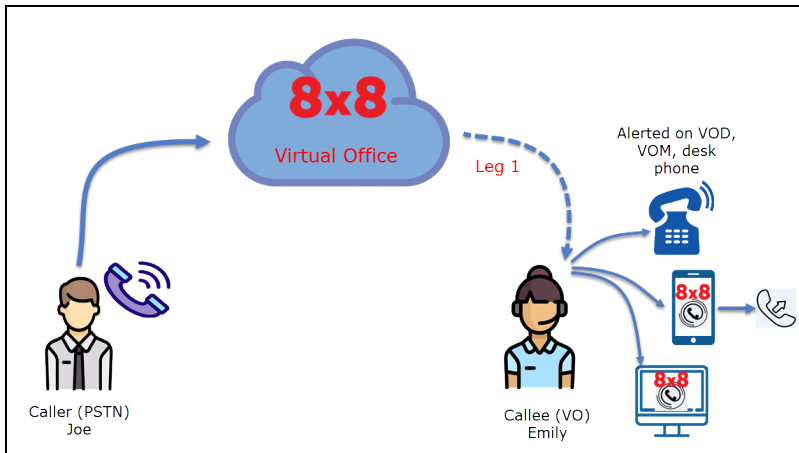 8x8
Virtual Office
Leg 1
Alerted on VOD,
VOM, desk
phone
8x8
8x8
Caller (PSTN)
Joe
Callee (VO)
Emily